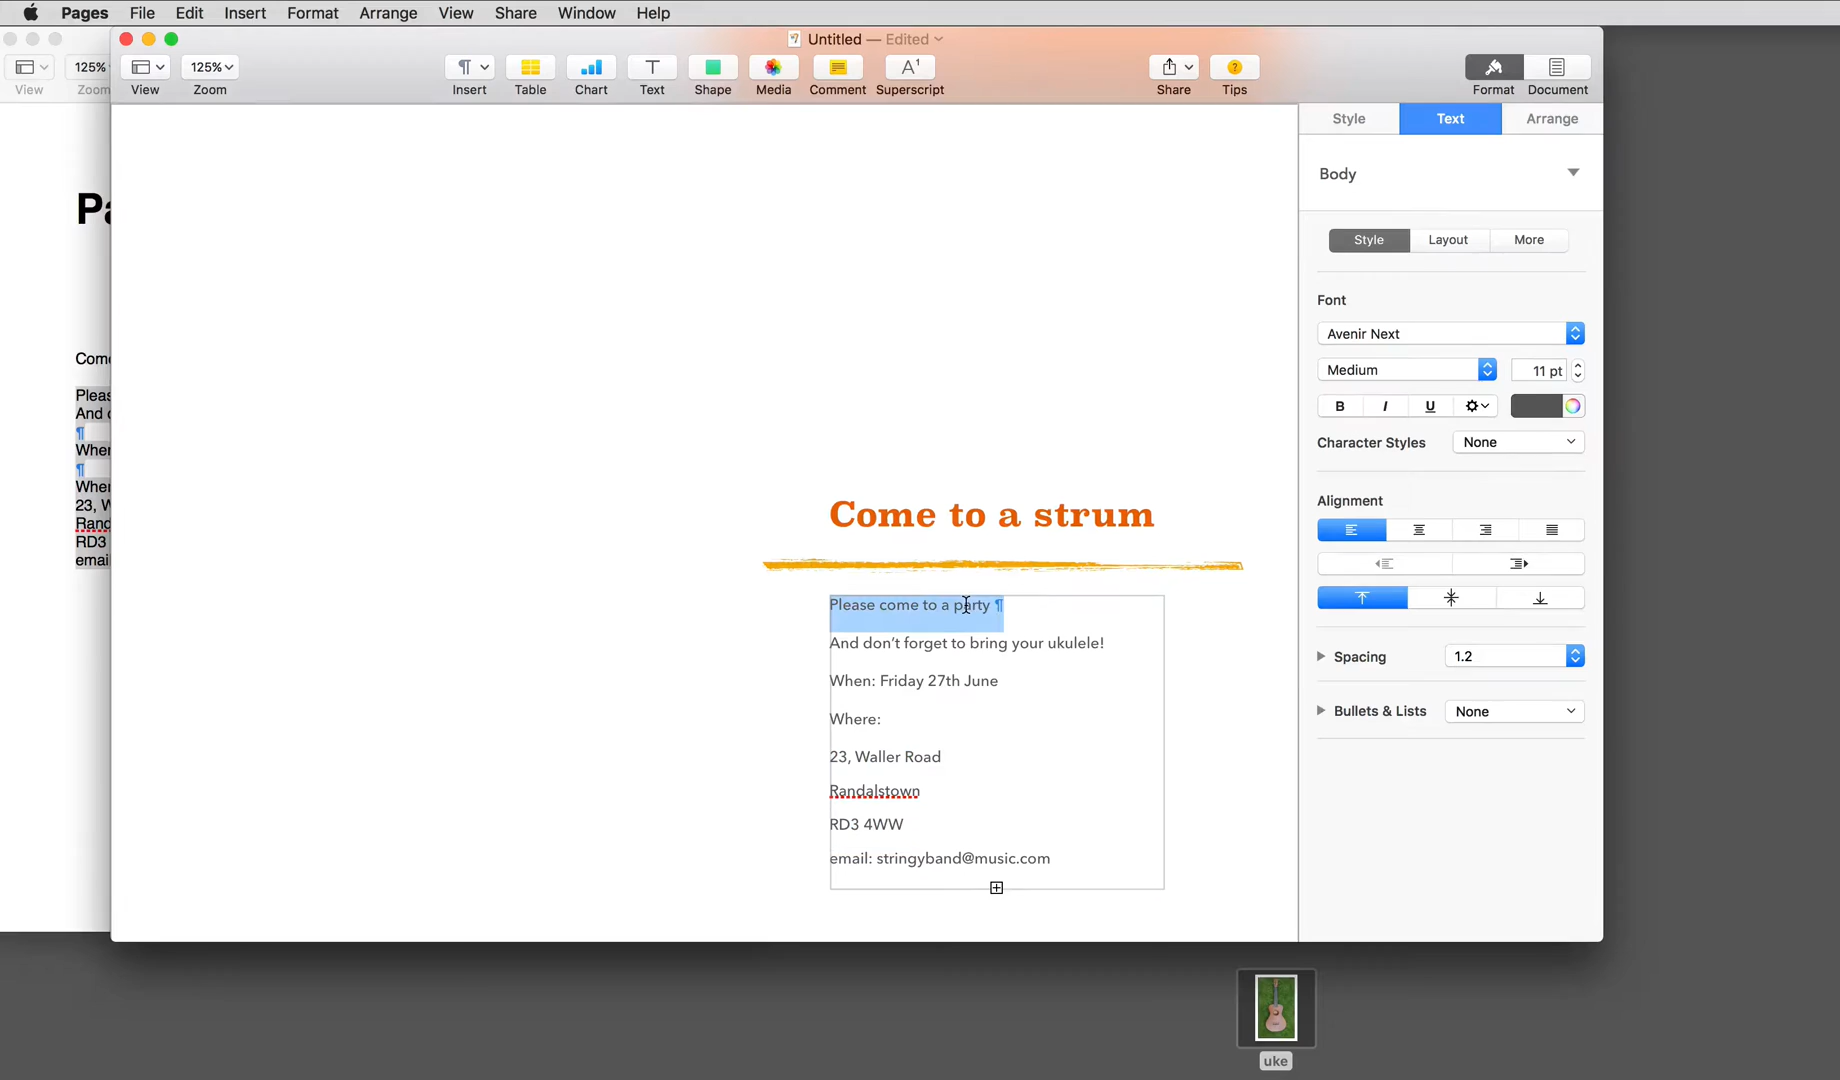 Pages File Edit Insert Format Arrange View Share Window Help
Untitled — Edited
125%
125%
View
Zoom
View
Zoom
Insert
Table
Chart
Text
Shape
Media
Comment
Superscript
Share
Tips
Format
Document
Style
Text
Arrange
Body
Style
Layout
More
Font
Avenir Next
Medium
11 pt
B
I
U
Character Styles
None
Alignment
Spacing
1.2
Bullets & Lists
None
Come to a strum
Please come to a party ¶
And don't forget to bring your ukulele!
When: Friday 27th June
Where:
23, Waller Road
Randalstown
RD3 4WW
email: stringyband@music.com
¶
¶
23,
RD3
uke